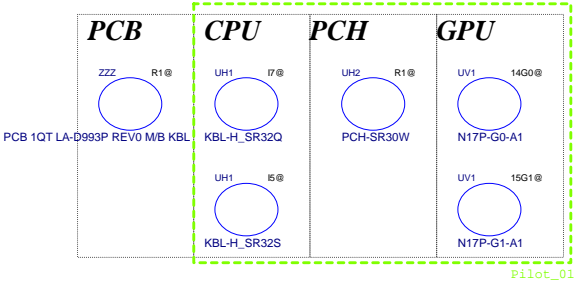 PCB CPU PCH GPU
ZZZ R1@ UH1 I7@ UH2 R1@ UV1 14G0@
PCB 1QT LA-D993P REV0 M/B KBL KBL-H_SR32Q PCH-SR30W N17P-G0-A1
UH1 I5@ UV1 15G1@
KBL-H_SR32S N17P-G1-A1
Pilot_01